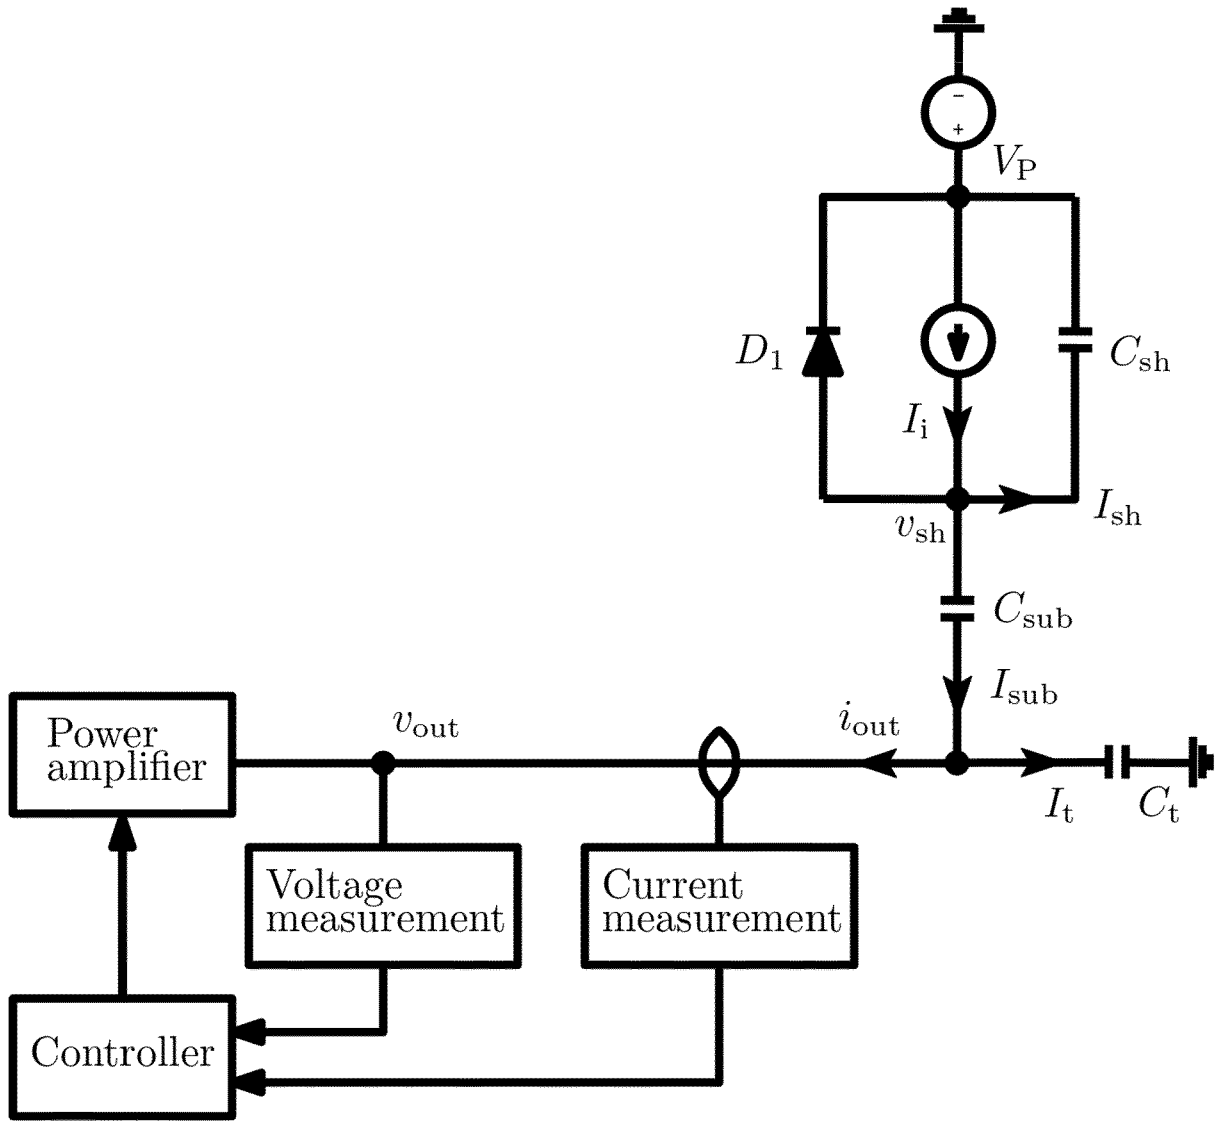 −
+
V_P
D_1
C_sh
I_i
I_sh
v_sh
C_sub
I_sub
Power
amplifier
v_out
i_out
I_t
C_t
Voltage
measurement
Current
measurement
Controller